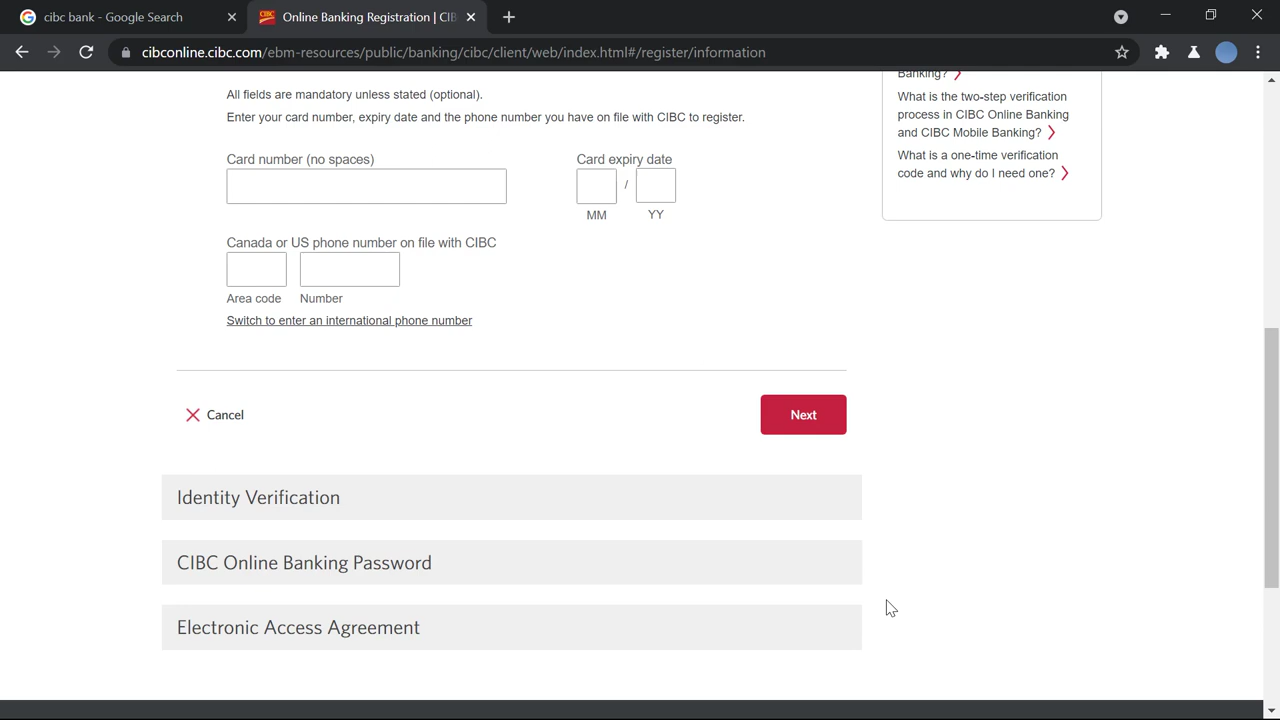 cibc bank - Google Search
Online Banking Registration | CIB
cibconline.cibc.com/ebm-resources/public/banking/cibc/client/web/index.html#/register/information
Banking?
What is the two-step verification
process in CIBC Online Banking
and CIBC Mobile Banking?
What is a one-time verification
code and why do I need one?
All fields are mandatory unless stated (optional).
Enter your card number, expiry date and the phone number you have on file with CIBC to register.
Card number (no spaces)
Card expiry date
/
MM
YY
Canada or US phone number on file with CIBC
Area code
Number
Switch to enter an international phone number
Cancel
Next
Identity Verification
CIBC Online Banking Password
Electronic Access Agreement